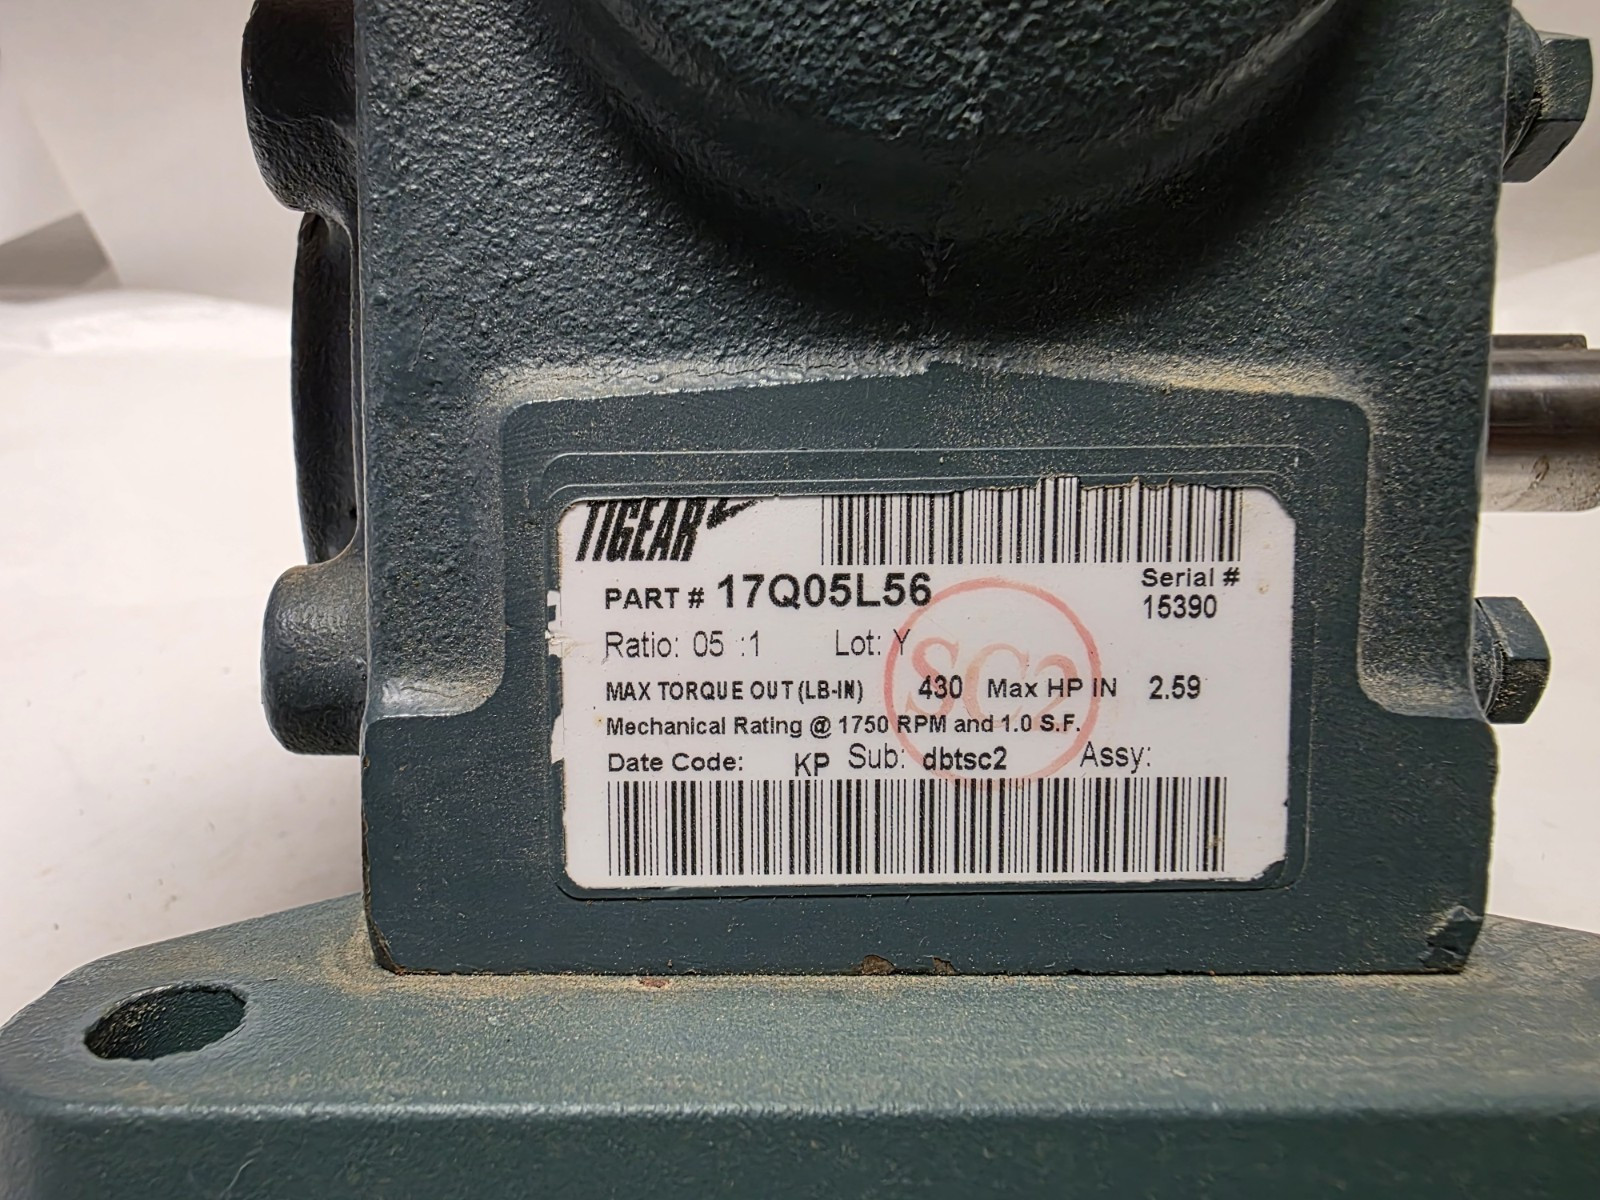 TIGEAR
PART # 17Q05L56
Serial #
15390
Ratio: 05 :1 Lot: Y
SC2
MAX TORQUE OUT (LB-IN) 430 Max HP IN 2.59
Mechanical Rating @ 1750 RPM and 1.0 S.F.
Date Code: KP Sub: dbtsc2 Assy: